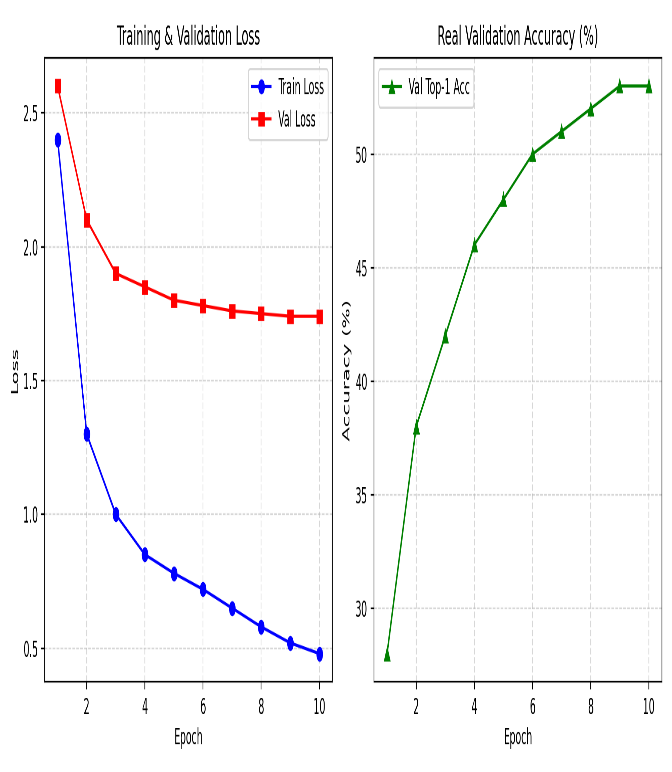 Training & Validation Loss
Train Loss
Val Loss
2.5
2.0
1.5
1.0
0.5
Loss
2 4 6 8 10
Epoch
Real Validation Accuracy (%)
Val Top-1 Acc
50
45
40
35
30
Accuracy (%)
2 4 6 8 10
Epoch